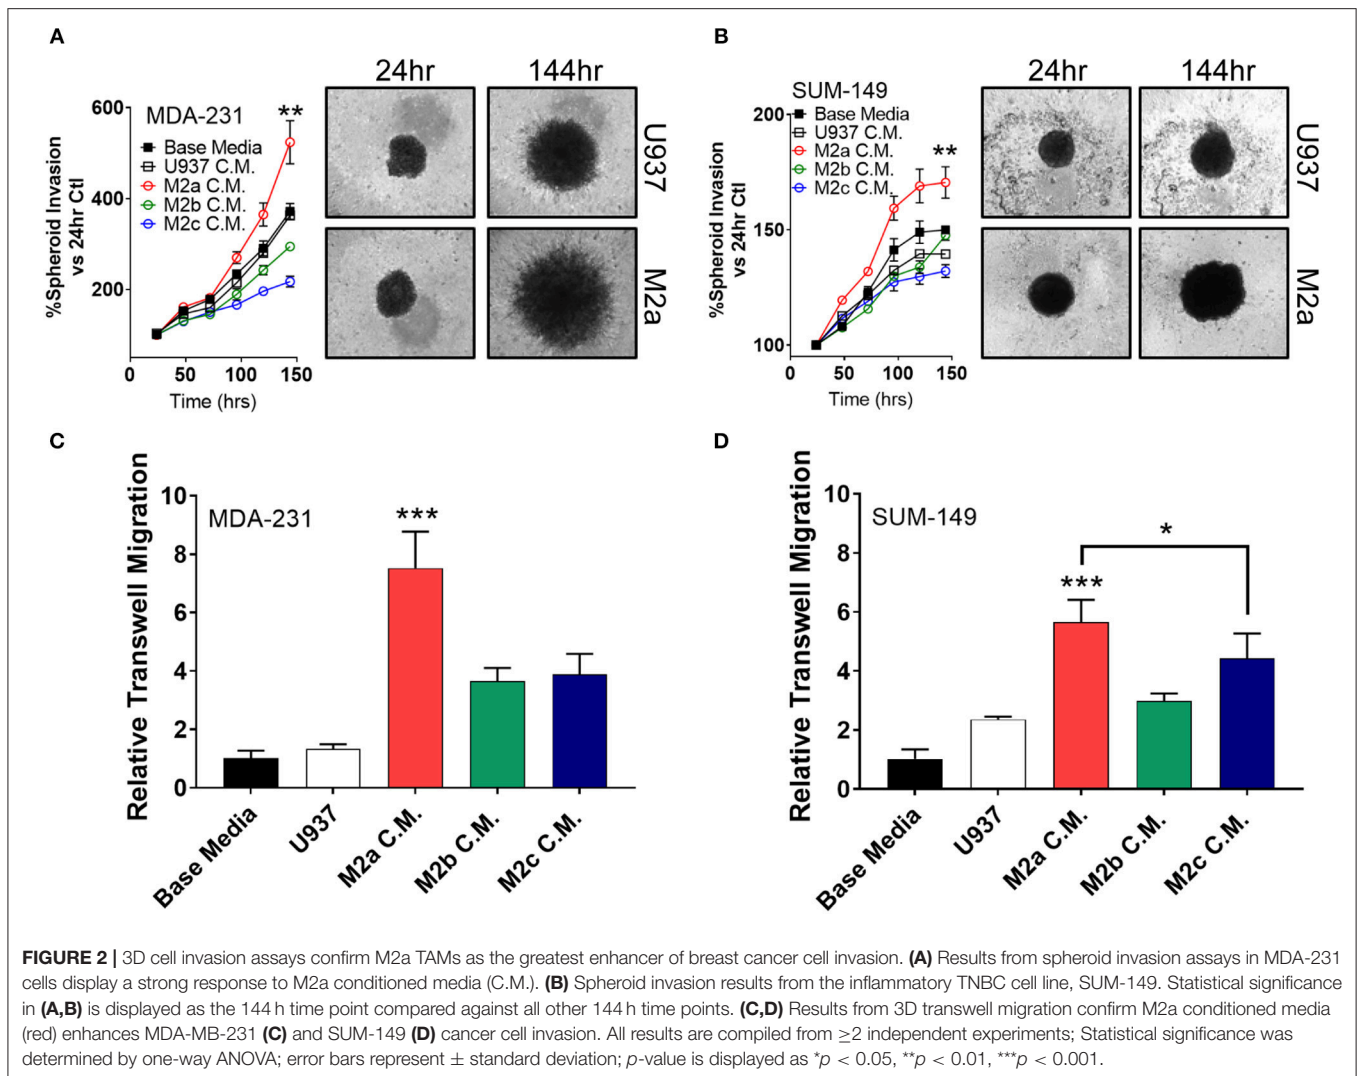 A
24hr
144hr
600
400
200
MDA-231
**
Base Media
U937 C.M.
M2a C.M.
M2b C.M.
M2c C.M.
%Spheroid Invasion
vs 24hr Ctl
0
50
100
150
Time (hrs)
U937
M2a
B
24hr
144hr
SUM-149
200
150
100
Base Media
U937 C.M.
M2a C.M.
M2b C.M.
M2c C.M.
**
%Spheroid Invasion
vs 24hr Ctl
0
50
100
150
Time (hrs)
U937
M2a
C
Relative Transwell Migration
10
8
6
4
2
0
MDA-231
***
Base Media
U937
M2a C.M.
M2b C.M.
M2c C.M.
D
Relative Transwell Migration
10
8
6
4
2
0
SUM-149
*
***
Base Media
U937
M2a C.M.
M2b C.M.
M2c C.M.
FIGURE 2 | 3D cell invasion assays confirm M2a TAMs as the greatest enhancer of breast cancer cell invasion. (A) Results from spheroid invasion assays in MDA-231
cells display a strong response to M2a conditioned media (C.M.). (B) Spheroid invasion results from the inflammatory TNBC cell line, SUM-149. Statistical significance
in (A,B) is displayed as the 144 h time point compared against all other 144 h time points. (C,D) Results from 3D transwell migration confirm M2a conditioned media
(red) enhances MDA-MB-231 (C) and SUM-149 (D) cancer cell invasion. All results are compiled from ≥2 independent experiments; Statistical significance was
determined by one-way ANOVA; error bars represent ± standard deviation; p-value is displayed as *p < 0.05, **p < 0.01, ***p < 0.001.